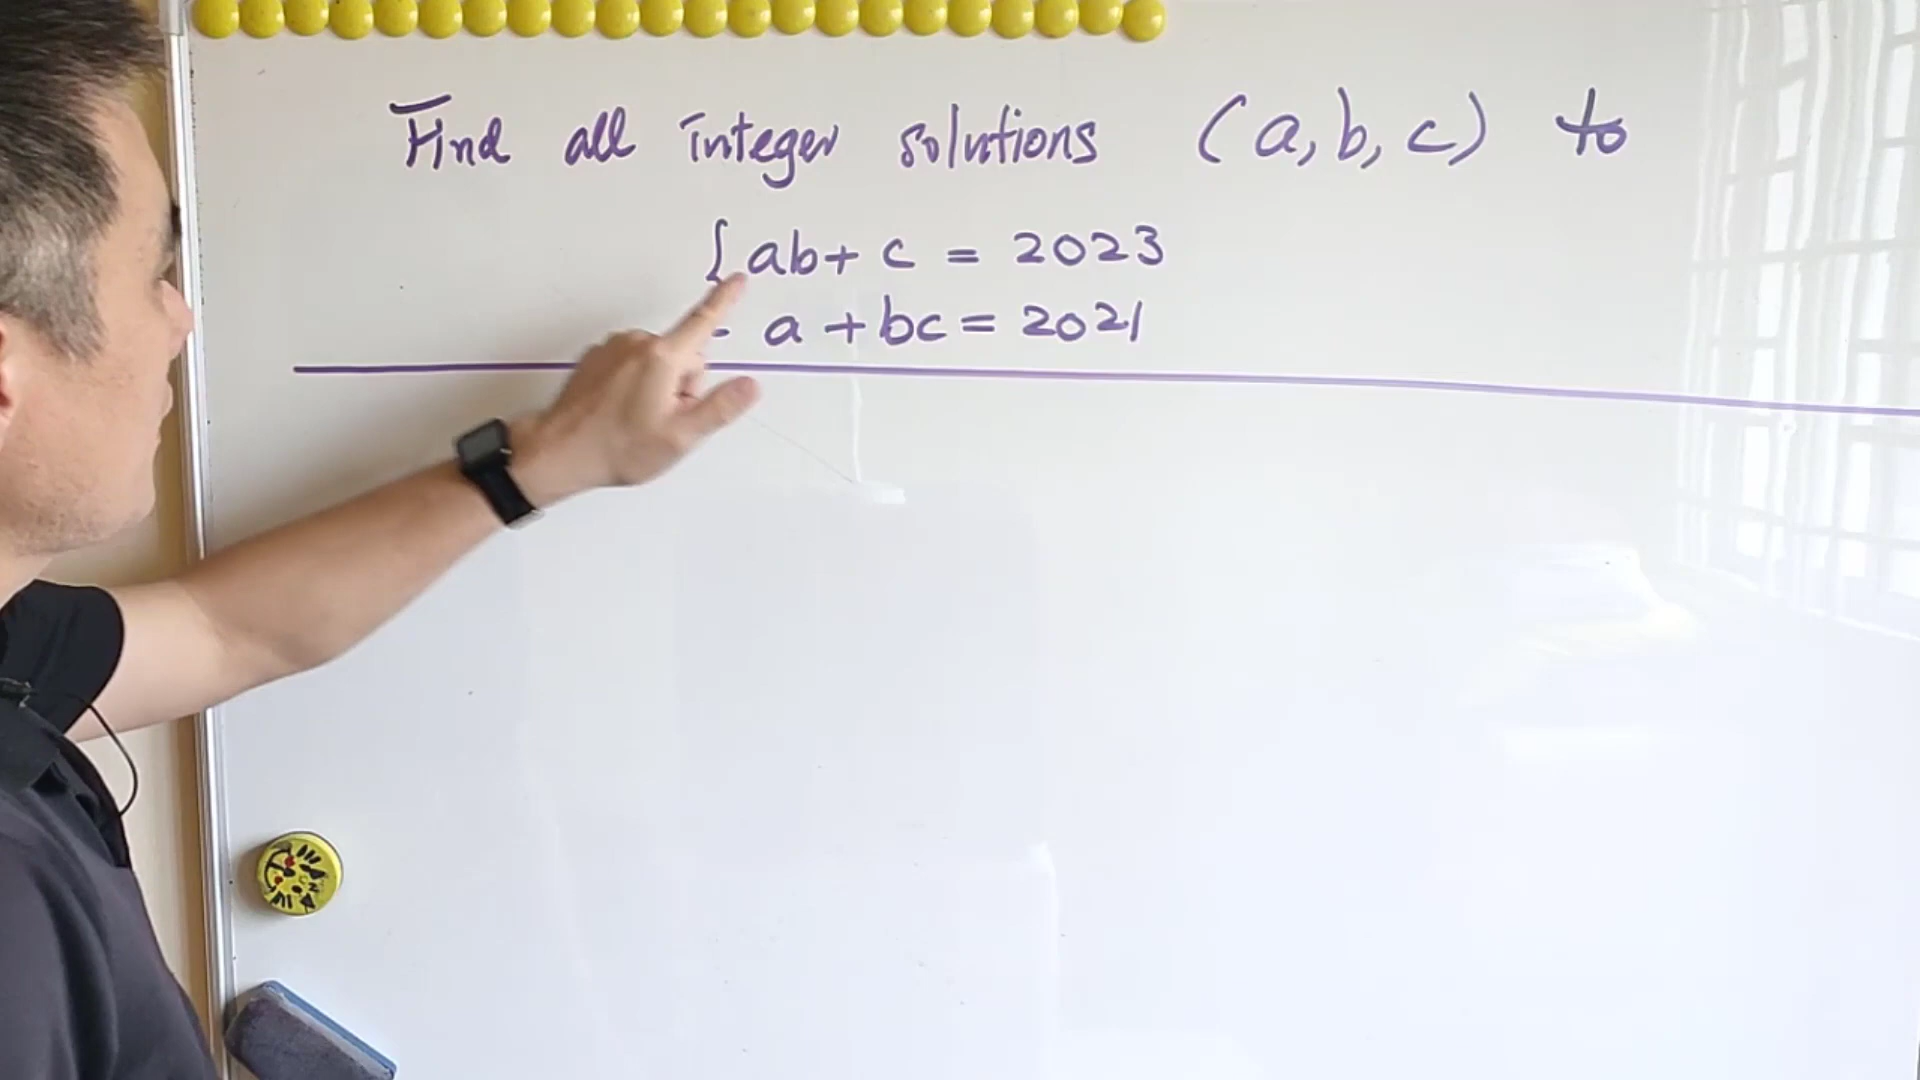 Find all integer solutions (a, b, c) to
{ab + c = 2023
a + bc = 2021